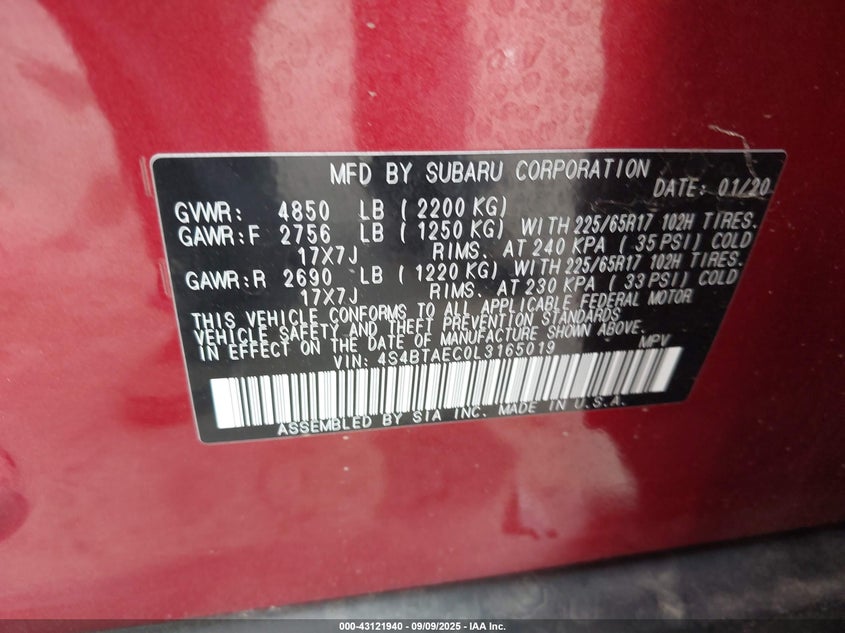 MFD BY SUBARU CORPORATION
DATE: 01/20
GVWR: 4850 LB ( 2200 KG)
GAWR:F 2756 LB ( 1250 KG) WITH 225/65R17 102H TIRES.
17X7J RIMS. AT 240 KPA ( 35 PSI) COLD
GAWR:R 2690 LB ( 1220 KG) WITH 225/65R17 102H TIRES.
17X7J RIMS. AT 230 KPA ( 33 PSI) COLD
THIS VEHICLE CONFORMS TO ALL APPLICABLE FEDERAL MOTOR
VEHICLE SAFETY AND THEFT PREVENTION STANDARDS
IN EFFECT ON THE DATE OF MANUFACTURE SHOWN ABOVE.
VIN: 4S4BTAEC0L3165019 MPV
ASSEMBLED BY SIA INC. MADE IN U.S.A.
000-43121940 - 09/09/2025 - IAA Inc.